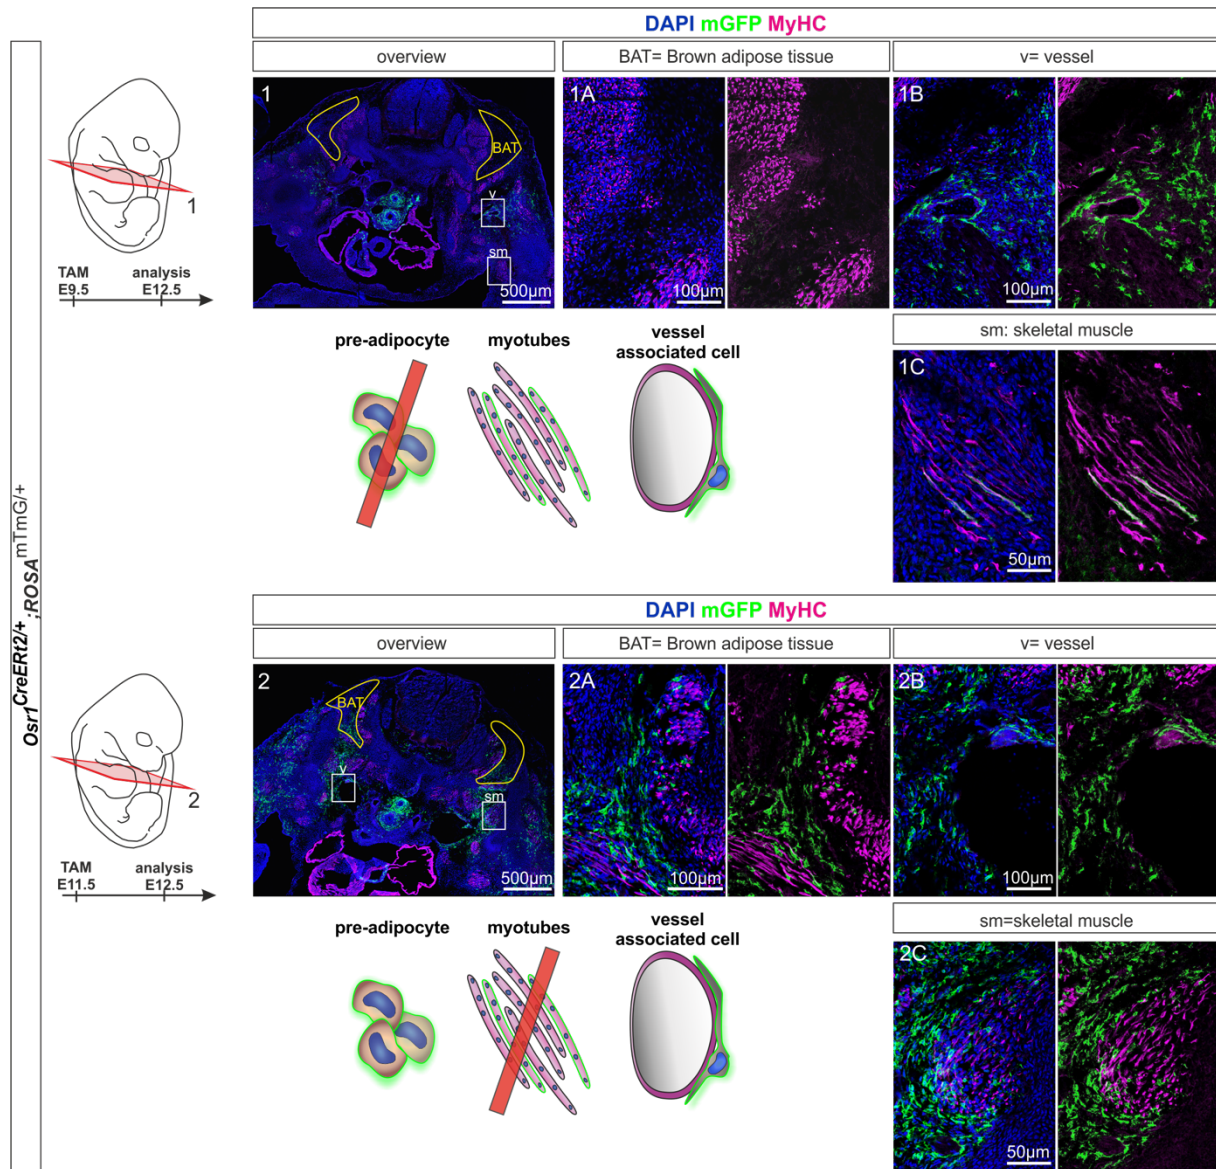 Osr1CreERt2/+;ROSAmTmG/+
DAPI mGFP MyHC
overview
BAT= Brown adipose tissue
v= vessel
1
BAT
v
sm
500µm
1A
100µm
1B
100µm
1
TAM
E9.5
analysis
E12.5
pre-adipocyte
myotubes
vessel
associated cell
sm: skeletal muscle
1C
50µm
DAPI mGFP MyHC
overview
BAT= Brown adipose tissue
v= vessel
2
BAT
v
sm
500µm
2A
100µm
2B
100µm
2
TAM
E11.5
analysis
E12.5
pre-adipocyte
myotubes
vessel
associated cell
sm=skeletal muscle
2C
50µm